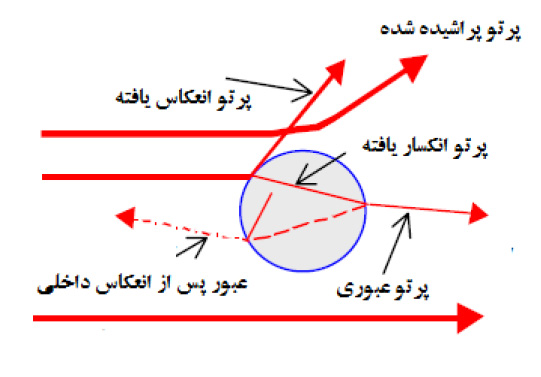 پرتو پراشیده شده
پرتو انعکاس یافته
پرتو انکسار یافته
عبور پس از انعکاس داخلی
پرتو عبوری